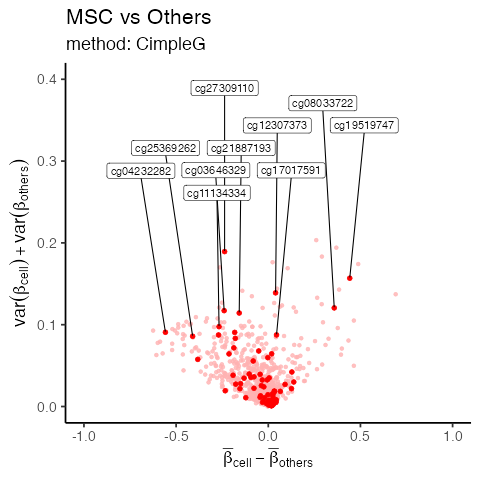 MSC vs Others
method: CimpleG
cg27309110
cg08033722
cg12307373
cg19519747
cg25369262
cg21887193
cg04232282
cg03646329
cg17017591
cg11134334
0.4
0.3
0.2
0.1
0.0
-1.0
-0.5
0.0
0.5
1.0
var(βcell) + var(βothers)
β̅cell − β̅others